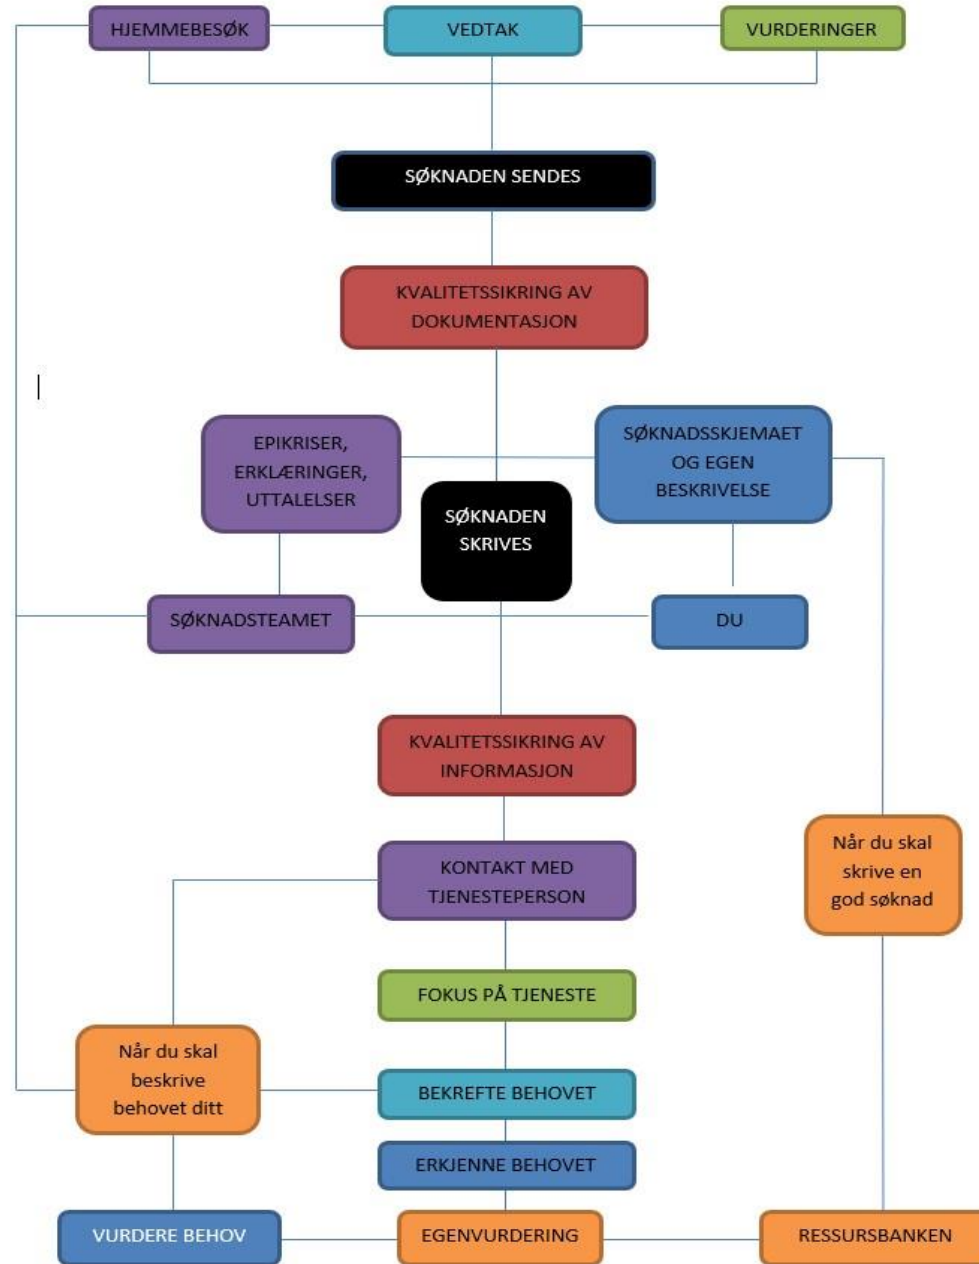 HJEMMEBESØK
VEDTAK
VURDERINGER
SØKNADEN SENDES
KVALITETSSIKRING AV
DOKUMENTASJON
EPIKRISER,
ERKLÆRINGER,
UTTALELSER
SØKNADSSKJEMAET
OG EGEN
BESKRIVELSE
SØKNADEN
SKRIVES
SØKNADSTEAMET
DU
KVALITETSSIKRING AV
INFORMASJON
Når du skal
skrive en
god søknad
KONTAKT MED
TJENESTEPERSON
FOKUS PÅ TJENESTE
Når du skal
beskrive
behovet ditt
BEKREFTE BEHOVET
ERKJENNE BEHOVET
VURDERE BEHOV
EGENVURDERING
RESSURSBANKEN